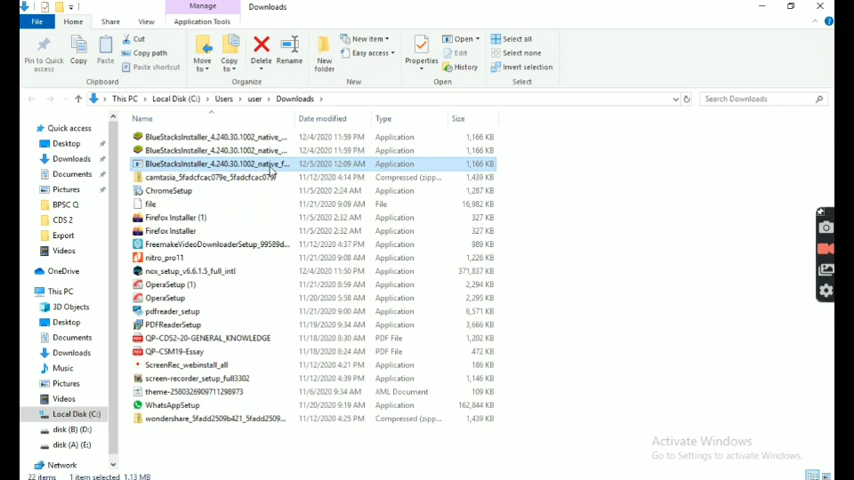 Manage Downloads
File Home Share View Application Tools
Pin to Quick access
Copy
Paste
Cut
Copy path
Paste shortcut
Clipboard
Move to
Copy to
Delete
Rename
Organize
New folder
New item
Easy access
New
Properties
Open
Edit
History
Open
Select all
Select none
Invert selection
Select
This PC > Local Disk (C:) > Users > user > Downloads >
Search Downloads
Quick access
Desktop
Downloads
Documents
Pictures
BPSC Q
CDS 2
Export
Videos
OneDrive
This PC
3D Objects
Desktop
Documents
Downloads
Music
Pictures
Videos
Local Disk (C:)
disk (B) (D:)
disk (A) (E:)
Network
Name Date modified Type Size
BlueStacksInstaller_4.240.30.1002_native_... 12/4/2020 11:59 PM Application 1,166 KB
BlueStacksInstaller_4.240.30.1002_native_... 12/4/2020 11:59 PM Application 1,166 KB
BlueStacksInstaller_4.240.30.1002_native_f... 12/5/2020 12:09 AM Application 1,166 KB
camtasia_5fadcfcac079e_5fadcfcac079 11/12/2020 4:14 PM Compressed (zipp... 1,439 KB
ChromeSetup 11/5/2020 2:24 AM Application 1,287 KB
file 11/21/2020 9:09 AM File 16,982 KB
Firefox Installer (1) 11/5/2020 2:32 AM Application 327 KB
Firefox Installer 11/5/2020 2:32 AM Application 327 KB
FreemakeVideoDownloaderSetup_99589d... 11/12/2020 4:37 PM Application 989 KB
nitro_pro11 11/21/2020 9:08 AM Application 1,226 KB
nox_setup_v6.6.1.5_full_intl 12/4/2020 11:50 PM Application 371,837 KB
OperaSetup (1) 11/21/2020 8:59 AM Application 2,294 KB
OperaSetup 11/20/2020 5:58 AM Application 2,295 KB
pdfreader_setup 11/21/2020 9:00 AM Application 6,571 KB
PDFReaderSetup 11/19/2020 9:34 AM Application 3,666 KB
QP-CDS2-20-GENERAL_KNOWLEDGE 11/18/2020 8:30 AM PDF File 1,202 KB
QP-CSM19-Essay 11/18/2020 8:24 AM PDF File 472 KB
ScreenRec_webinstall_all 11/12/2020 4:21 PM Application 186 KB
screen-recorder_setup_full3302 11/12/2020 4:39 PM Application 1,146 KB
theme-2580326909711298973 11/6/2020 9:34 AM XML Document 109 KB
WhatsAppSetup 11/20/2020 9:19 AM Application 162,844 KB
wondershare_5fadd2509b421_5fadd2509... 11/12/2020 4:25 PM Compressed (zipp... 1,439 KB
Activate Windows
Go to Settings to activate Windows.
22 items 1 item selected 1.13 MB